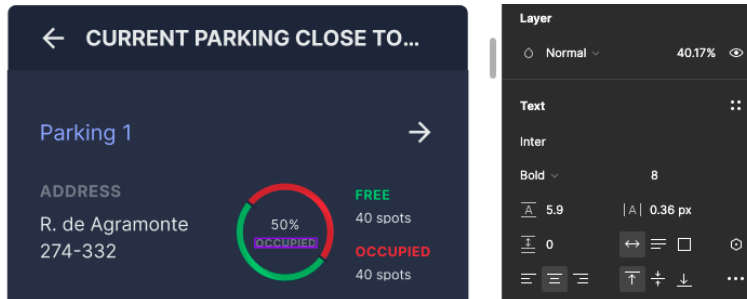 CURRENT PARKING CLOSE TO...
Parking 1
ADDRESS
R. de Agramonte
274-332
50%
OCCUPIED
FREE
40 spots
OCCUPIED
40 spots
Layer
Normal 40.17%
Text
Inter
Bold 8
A 5.9 |A| 0.36 px
0